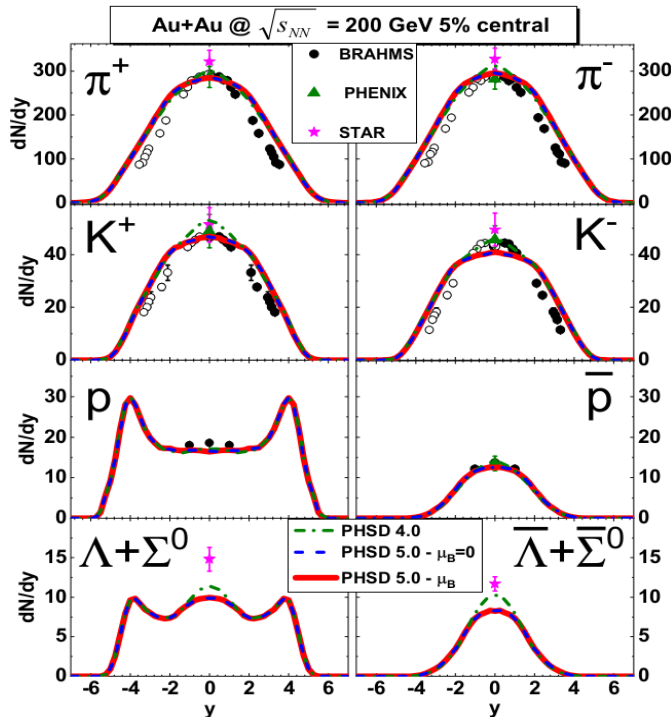 Au+Au @ √s_NN = 200 GeV 5% central
BRAHMS
PHENIX
STAR
π⁺
π⁻
dN/dy
300
200
100
0
300
200
100
0
K⁺
K⁻
dN/dy
40
20
0
40
20
0
p
p̅
dN/dy
30
20
10
0
30
20
10
0
PHSD 4.0
PHSD 5.0 - μ_B=0
PHSD 5.0 - μ_B
Λ+Σ⁰
Λ̅+Σ̅⁰
dN/dy
15
10
5
0
15
10
5
0
-6 -4 -2 0 2 4 6
-6 -4 -2 0 2 4 6
y
y